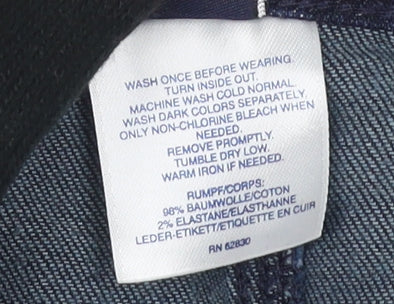 WASH ONCE BEFORE WEARING.
TURN INSIDE OUT.
MACHINE WASH COLD NORMAL.
WASH DARK COLORS SEPARATELY.
ONLY NON-CHLORINE BLEACH WHEN
NEEDED.
REMOVE PROMPTLY.
TUMBLE DRY LOW.
WARM IRON IF NEEDED.
RUMPF/CORPS:
98% BAUMWOLLE/COTON
2% ELASTANE/ELASTHANNE
LEDER-ETIKETT/ETIQUETTE EN CUIR
RN 62830